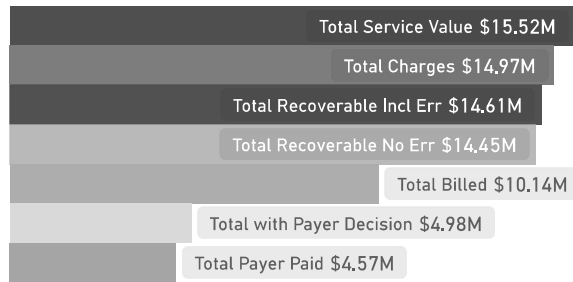 Total Service Value $15.52M
Total Charges $14.97M
Total Recoverable Incl Err $14.61M
Total Recoverable No Err $14.45M
Total Billed $10.14M
Total with Payer Decision $4.98M
Total Payer Paid $4.57M